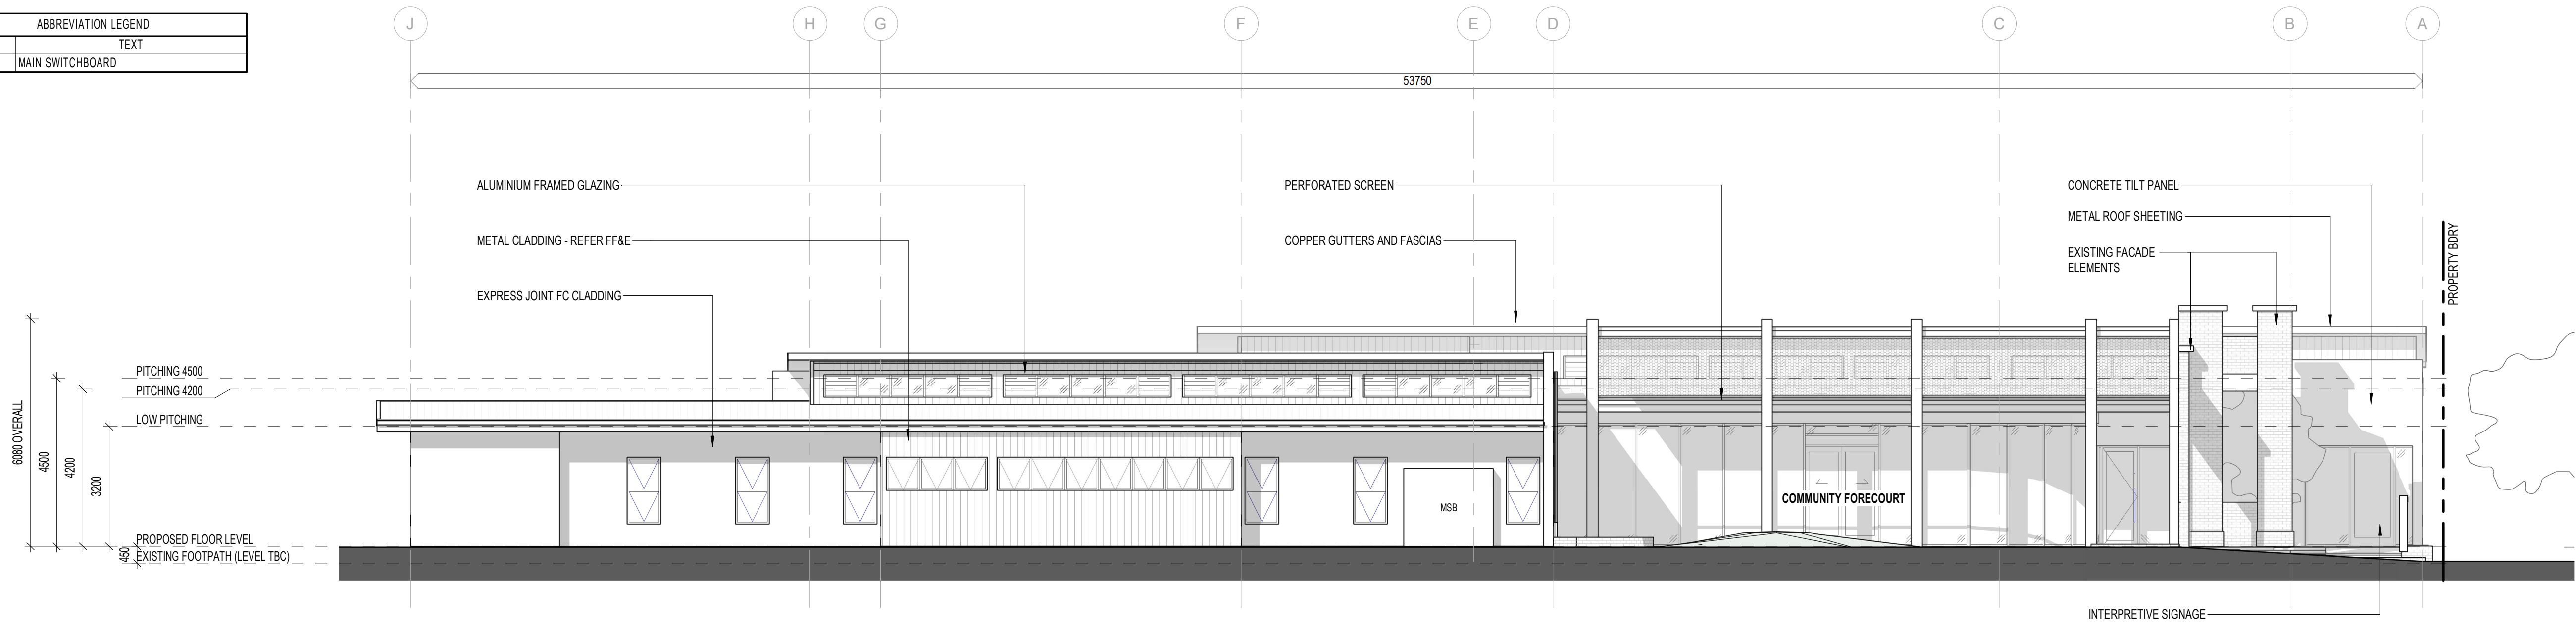 ABBREVIATION LEGEND
TEXT
MAIN SWITCHBOARD
J
H
G
F
E
D
C
B
A
53750
ALUMINIUM FRAMED GLAZING
METAL CLADDING - REFER FF&E
EXPRESS JOINT FC CLADDING
PERFORATED SCREEN
COPPER GUTTERS AND FASCIAS
CONCRETE TILT PANEL
METAL ROOF SHEETING
EXISTING FACADE
ELEMENTS
PROPERTY BDRY
PITCHING 4500
PITCHING 4200
LOW PITCHING
6080 OVERALL
4500
4200
3200
PROPOSED FLOOR LEVEL
450
EXISTING FOOTPATH (LEVEL TBC)
MSB
COMMUNITY FORECOURT
INTERPRETIVE SIGNAGE